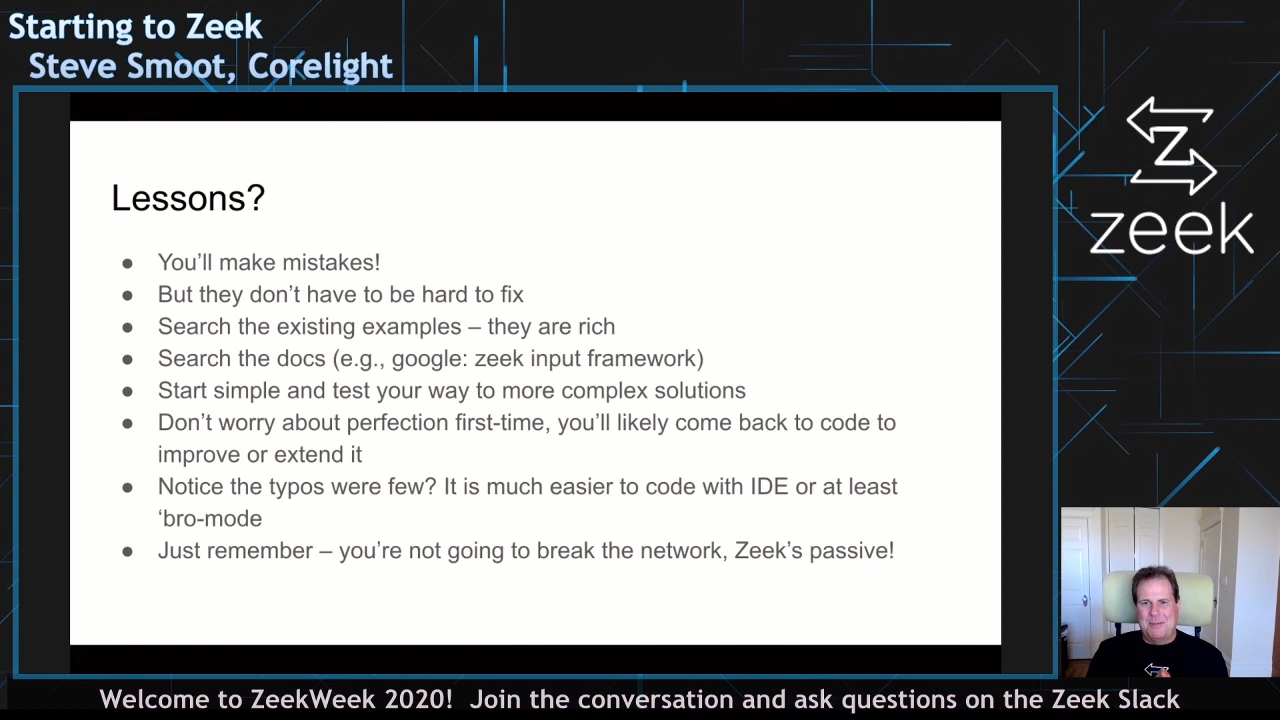 Starting to Zeek
Steve Smoot, Corelight
Z
zeek
Lessons?
● You’ll make mistakes!
● But they don’t have to be hard to fix
● Search the existing examples – they are rich
● Search the docs (e.g., google: zeek input framework)
● Start simple and test your way to more complex solutions
● Don’t worry about perfection first-time, you’ll likely come back to code to
improve or extend it
● Notice the typos were few? It is much easier to code with IDE or at least
‘bro-mode
● Just remember – you’re not going to break the network, Zeek’s passive!
Welcome to ZeekWeek 2020! Join the conversation and ask questions on the Zeek Slack